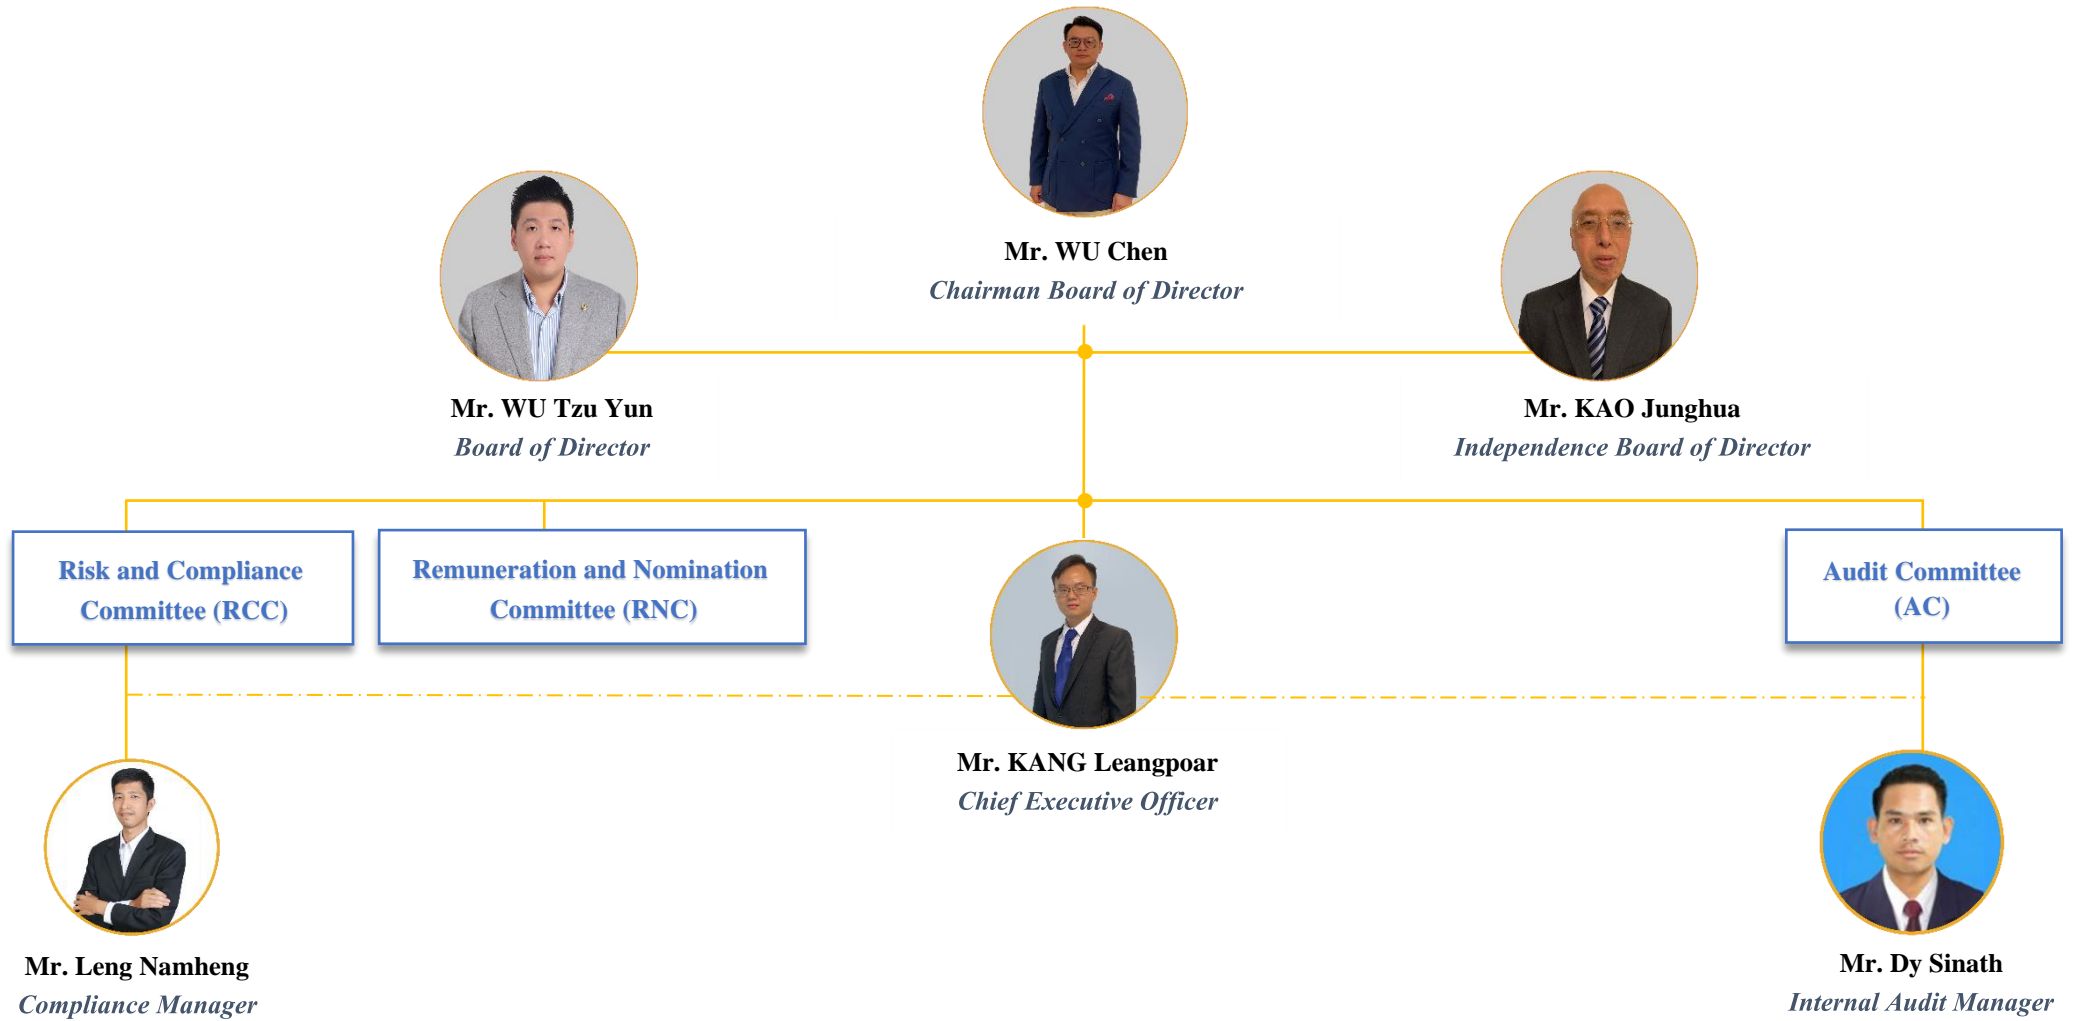 Mr. WU Chen
Chairman Board of Director
Mr. WU Tzu Yun
Board of Director
Mr. KAO Junghua
Independence Board of Director
Risk and Compliance
Committee (RCC)
Remuneration and Nomination
Committee (RNC)
Audit Committee
(AC)
Mr. KANG Leangpoar
Chief Executive Officer
Mr. Leng Namheng
Compliance Manager
Mr. Dy Sinath
Internal Audit Manager